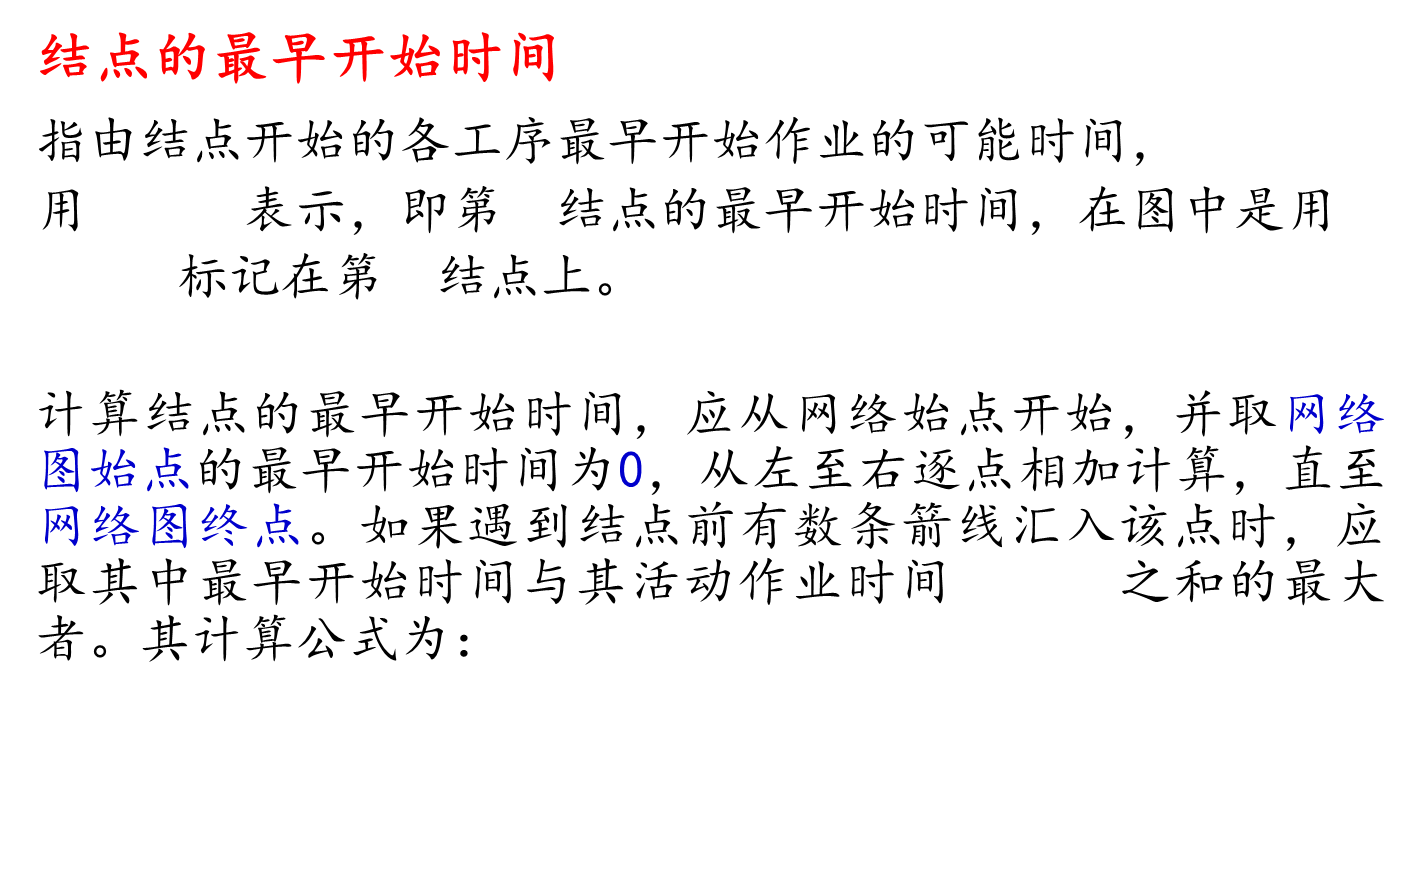 结点的最早开始时间
指由结点开始的各工序最早开始作业的可能时间，
用 表示，即第 结点的最早开始时间，在图中是用
标记在第 结点上。
计算结点的最早开始时间，应从网络始点开始，并取网络
图始点的最早开始时间为0，从左至右逐点相加计算，直至
网络图终点。如果遇到结点前有数条箭线汇入该点时，应
取其中最早开始时间与其活动作业时间 之和的最大
者。其计算公式为：